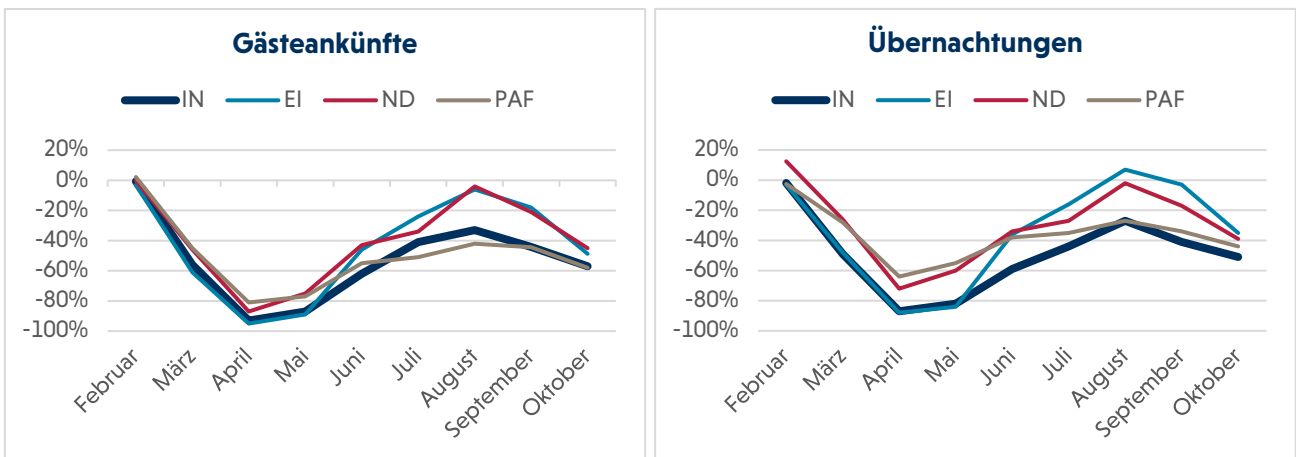 Gästeankünfte
IN EI ND PAF
20%
0%
-20%
-40%
-60%
-80%
-100%
Februar
März
April
Mai
Juni
Juli
August
September
Oktober
Übernachtungen
IN EI ND PAF
20%
0%
-20%
-40%
-60%
-80%
-100%
Februar
März
April
Mai
Juni
Juli
August
September
Oktober